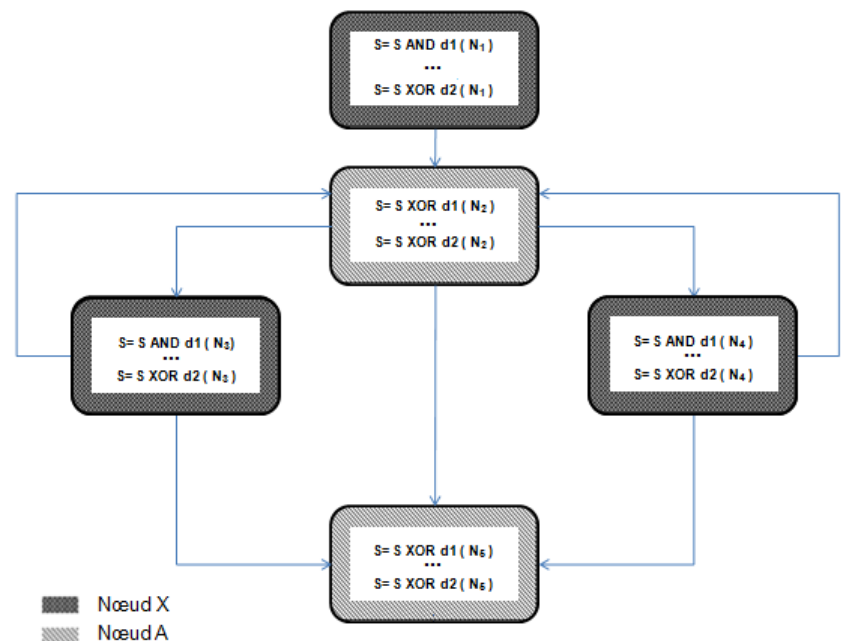 S= S AND d1 ( N₁ )
...
S= S XOR d2 ( N₁ )
S= S XOR d1 ( N₂ )
...
S= S XOR d2 ( N₂ )
S= S AND d1 ( N₃)
...
S= S XOR d2 ( N₃ )
S= S AND d1 ( N₄ )
...
S= S XOR d2 ( N₄ )
S= S XOR d1 ( N₅ )
...
S= S XOR d2 ( N₅ )
Nœud X
Nœud A